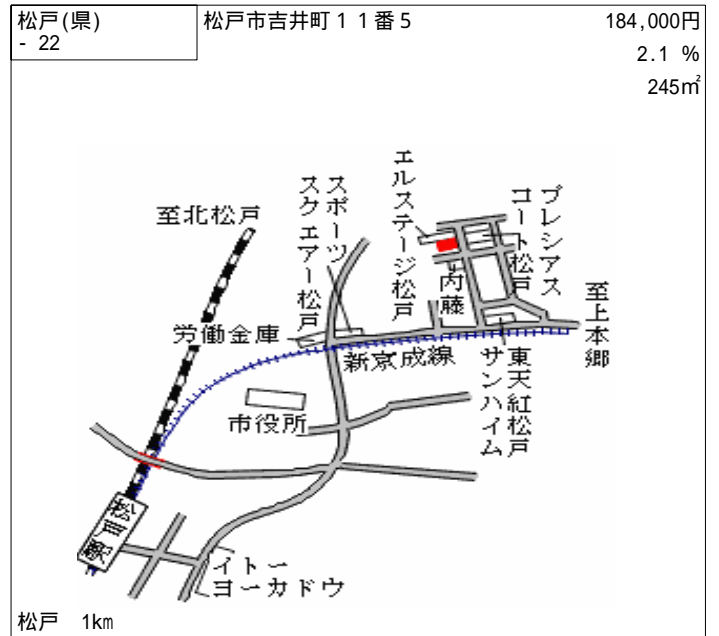 松戸(県)
- 22
松戸市吉井町11番5
184,000円
2.1 %
245㎡
至北松戸
スポーツ
スクエアー松戸
エルステージ松戸
内藤
プレシアス
コート松戸
至上本郷
労働金庫
新京成線
東天紅松戸
サンハイム
市役所
松戸駅
イトー
ヨーカドウ
松戸 1km